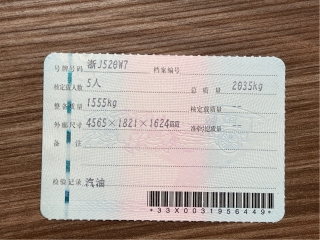 号牌号码 浙J520W7 档案编号
核定载人数 5人 总质量 2035kg
整备质量 1555kg 核定载质量 --
外廓尺寸 4565×1821×1624mm 准牵引总质量 --
备注
检验记录 汽油
*33X0031956449*